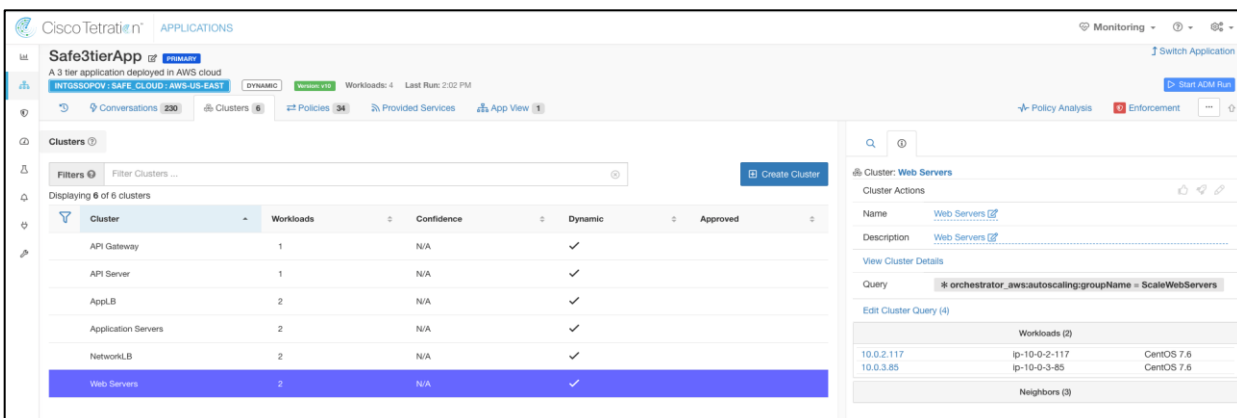 Cisco Tetration APPLICATIONS
Monitoring
Safe3tierApp PRIMARY
Switch Application
A 3 tier application deployed in AWS cloud
INTGSSOPOV : SAFE_CLOUD : AWS-US-EAST DYNAMIC Version: v10 Workloads: 4 Last Run: 2:02 PM
Start ADM Run
Conversations 230 Clusters 6 Policies 34 Provided Services App View 1
Policy Analysis Enforcement ...
Clusters
Filters Filter Clusters ...
Create Cluster
Displaying 6 of 6 clusters
Cluster Workloads Confidence Dynamic Approved
API Gateway 1 N/A
API Server 1 N/A
AppLB 2 N/A
Application Servers 2 N/A
NetworkLB 2 N/A
Web Servers 2 N/A
Cluster: Web Servers
Cluster Actions
Name Web Servers
Description Web Servers
View Cluster Details
Query * orchestrator_aws:autoscaling:groupName = ScaleWebServers
Edit Cluster Query (4)
Workloads (2)
10.0.2.117 ip-10-0-2-117 CentOS 7.6
10.0.3.85 ip-10-0-3-85 CentOS 7.6
Neighbors (3)